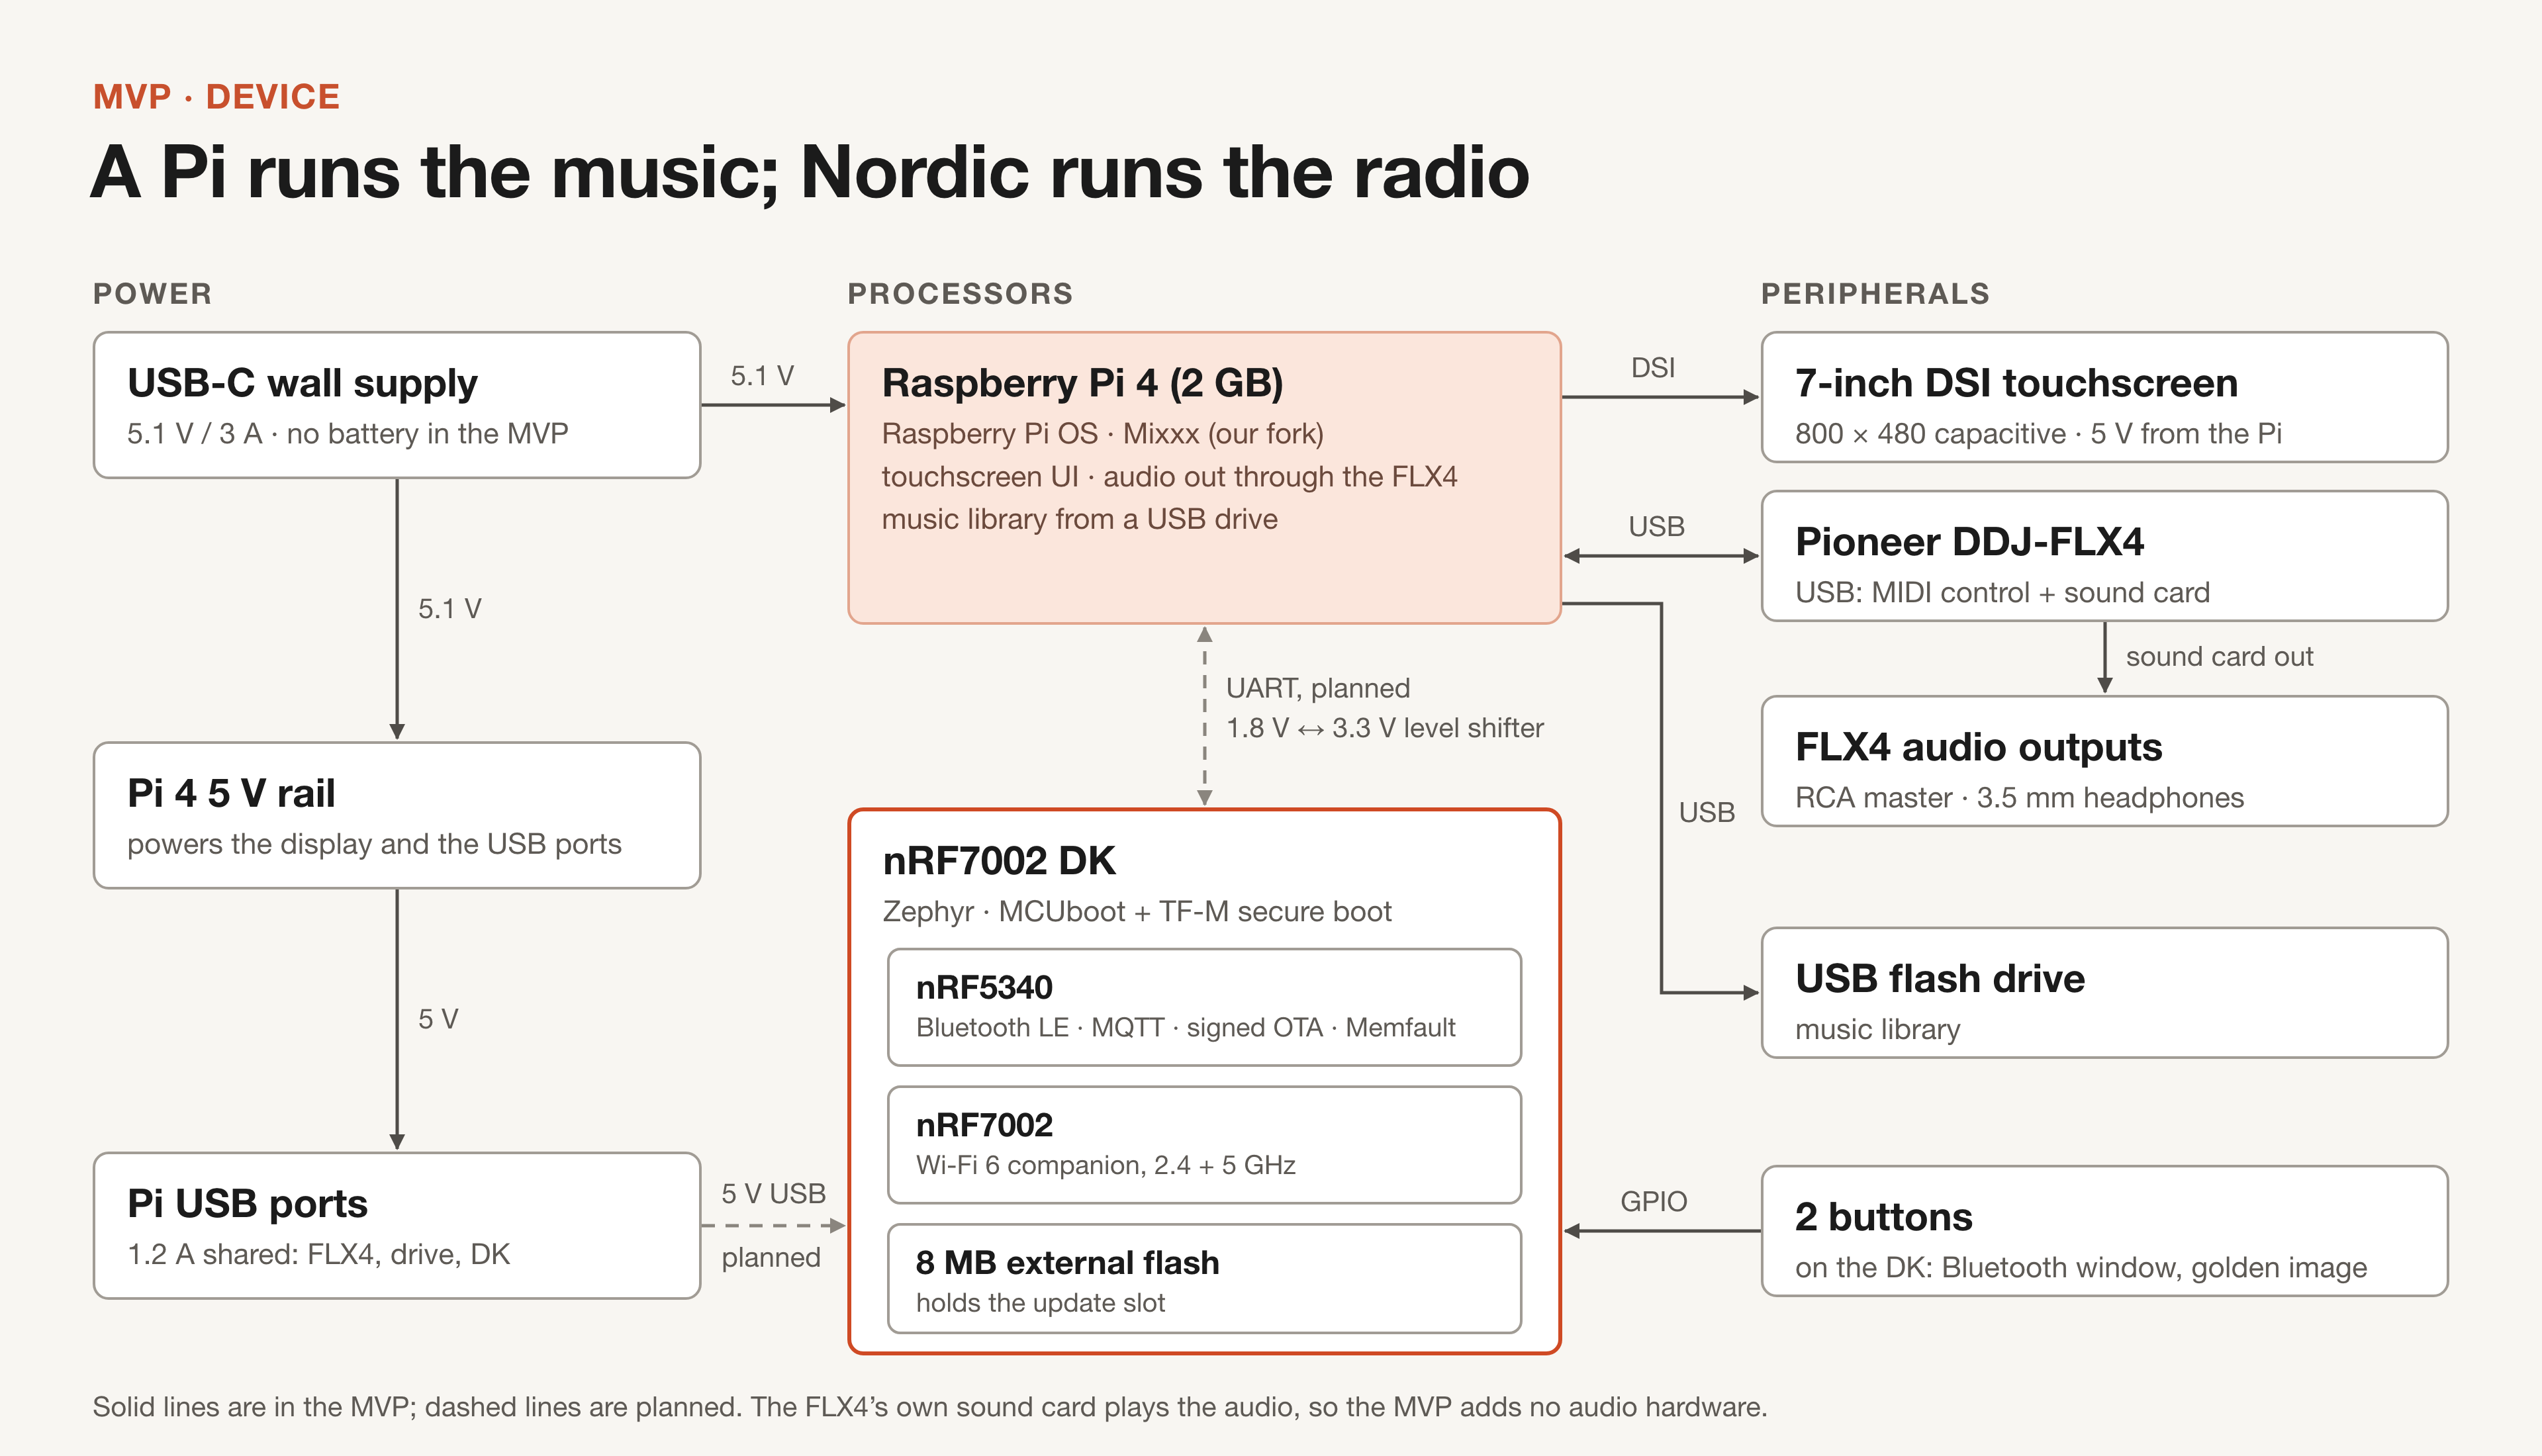 MVP · DEVICE
A Pi runs the music; Nordic runs the radio
POWER
PROCESSORS
PERIPHERALS
USB-C wall supply
5.1 V / 3 A · no battery in the MVP
5.1 V
5.1 V
Pi 4 5 V rail
powers the display and the USB ports
5 V
Pi USB ports
1.2 A shared: FLX4, drive, DK
5 V USB
planned
Raspberry Pi 4 (2 GB)
Raspberry Pi OS · Mixxx (our fork)
touchscreen UI · audio out through the FLX4
music library from a USB drive
UART, planned
1.8 V ↔ 3.3 V level shifter
nRF7002 DK
Zephyr · MCUboot + TF-M secure boot
nRF5340
Bluetooth LE · MQTT · signed OTA · Memfault
nRF7002
Wi-Fi 6 companion, 2.4 + 5 GHz
8 MB external flash
holds the update slot
DSI
USB
USB
GPIO
7-inch DSI touchscreen
800 × 480 capacitive · 5 V from the Pi
Pioneer DDJ-FLX4
USB: MIDI control + sound card
sound card out
FLX4 audio outputs
RCA master · 3.5 mm headphones
USB flash drive
music library
2 buttons
on the DK: Bluetooth window, golden image
Solid lines are in the MVP; dashed lines are planned. The FLX4’s own sound card plays the audio, so the MVP adds no audio hardware.